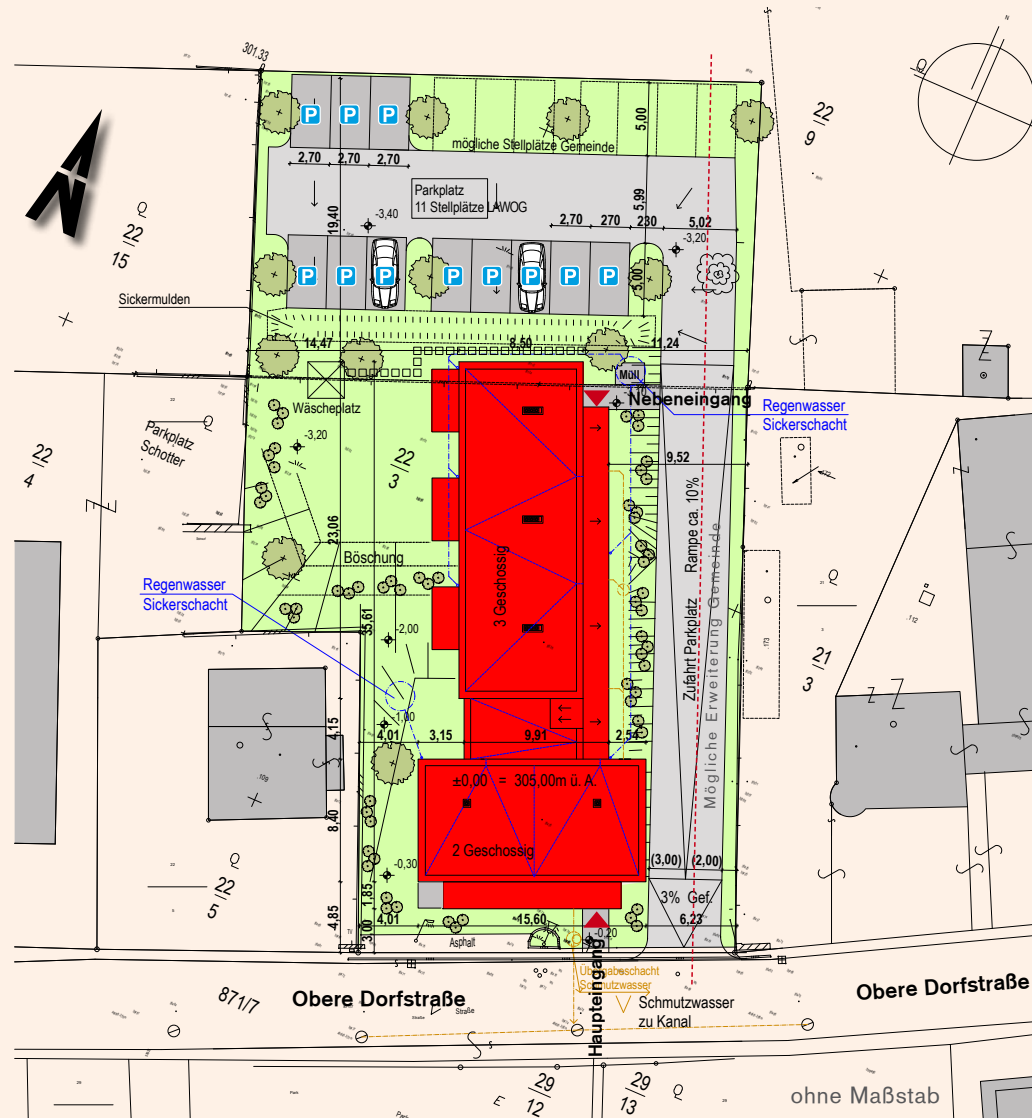 301.33
N
22
9
5,00
mögliche Stellplätze Gemeinde
P P P
2,70 2,70 2,70
Parkplatz
11 Stellplätze LAWOG
19,40
5,99
2,70 270 230 5,02
-3,40
-3,20
22
15
P P P P P P P P
5,00
Sickermulden
14,47 8,50 11,24
Müll
Nebeneingang
Regenwasser
Sickerschacht
Wäscheplatz
-3,20
Parkplatz
Schotter
22
4
22
3
9,52
23,06
Böschung
3 Geschossig
Zufahrt Parkplatz Rampe ca. 10%
Mögliche Erweiterung Gemeinde
Regenwasser
Sickerschacht
35,61
-2,00
21
3
-1,00
4,15
4,01 3,15 9,91 2,54
±0,00 = 305,00m ü. A.
8,40
2 Geschossig
(3,00) (2,00)
-0,30
22
5
1,85
3% Gef.
4,85
3,00
4,01 15,60 6,23
-0,20
Asphalt
Haupteingang
Übergabeschacht
Schmutzwasser
Schmutzwasser
zu Kanal
871/7
Obere Dorfstraße
Straße
Straße
Obere Dorfstraße
29
12
29
13
E
ohne Maßstab